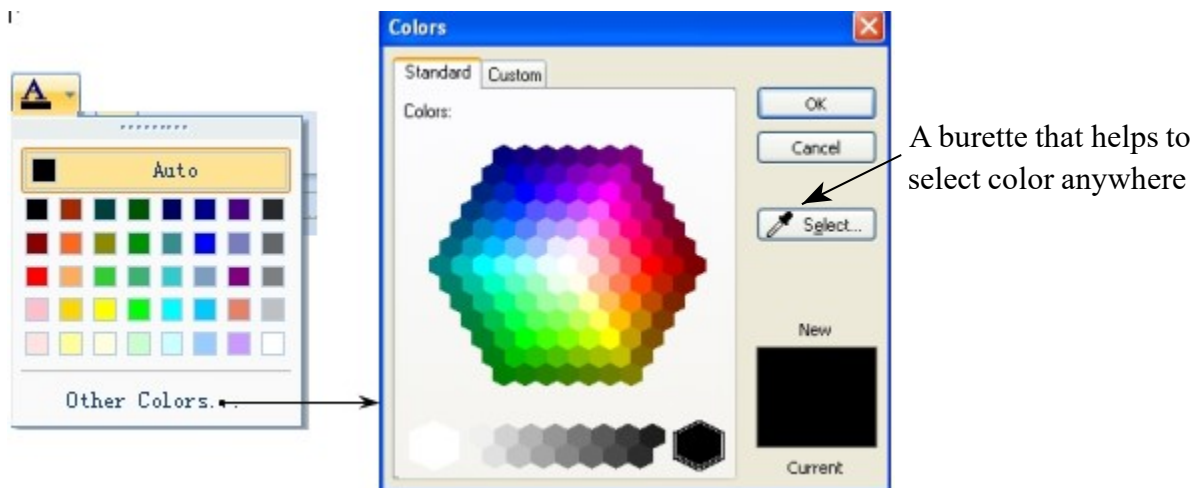 Colors
A
Standard
Custom
Colors:
OK
Cancel
A burette that helps to
select color anywhere
Auto
Select...
New
Other Colors...
Current